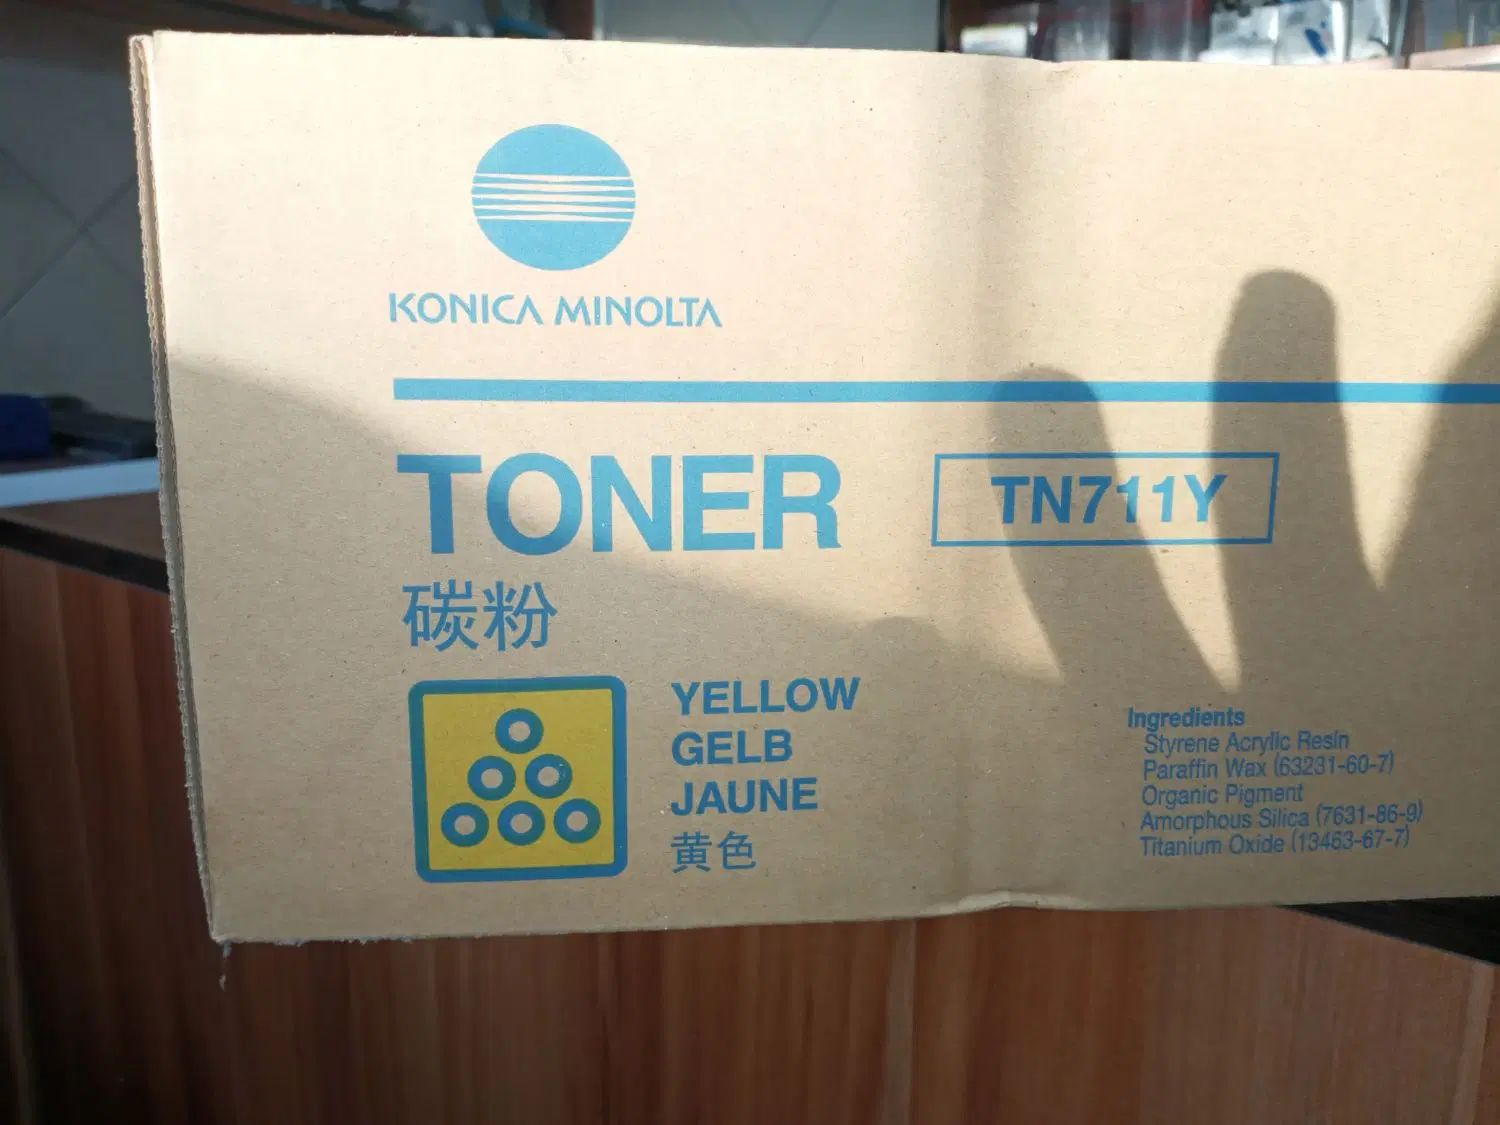 KONICA MINOLTA
TONER
TN711Y
碳粉
YELLOW
GELB
JAUNE
黄色
Ingredients
Styrene Acrylic Resin
Paraffin Wax (63231-60-7)
Organic Pigment
Amorphous Silica (7631-86-9)
Titanium Oxide (13463-67-7)